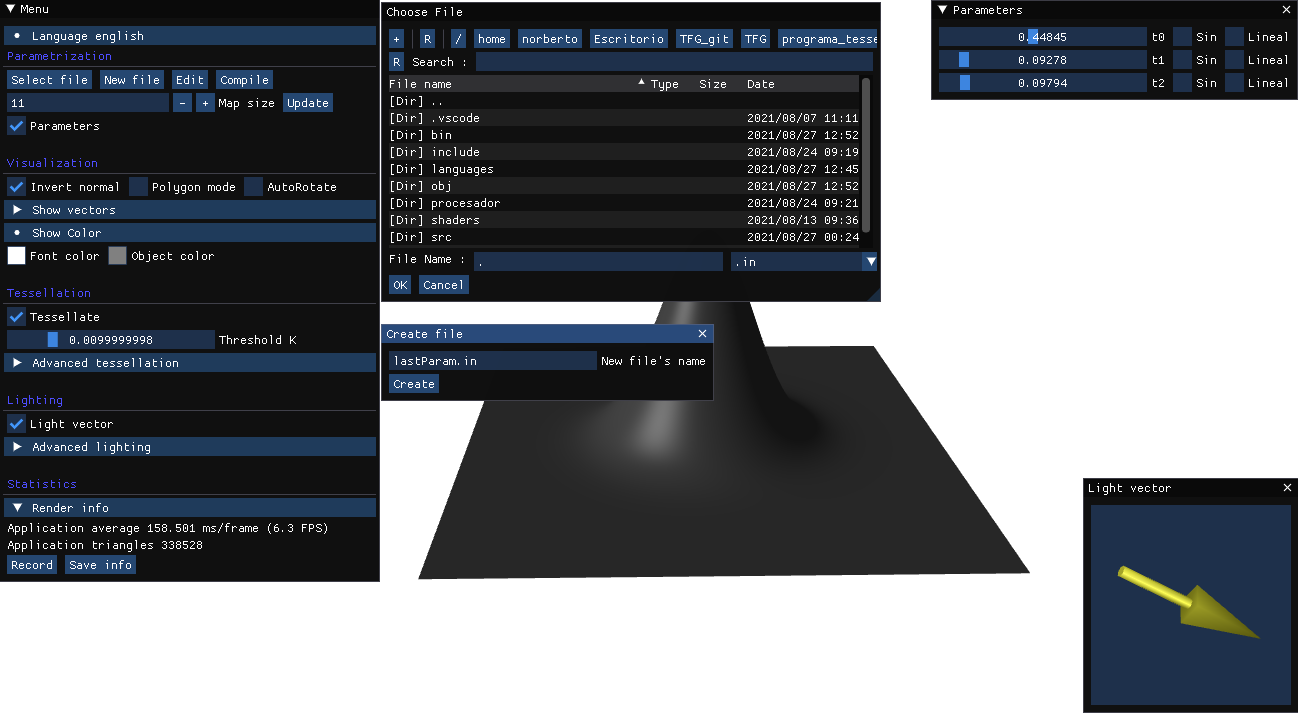 Menu
Language english
Parametrization
Select file New file Edit Compile
11 - + Map size Update
Parameters
Visualization
Invert normal Polygon mode AutoRotate
Show vectors
Show Color
Font color Object color
Tessellation
Tessellate
0.0099999998 Threshold K
Advanced tessellation
Lighting
Light vector
Advanced lighting
Statistics
Render info
Application average 158.501 ms/frame (6.3 FPS)
Application triangles 338528
Record Save info
Choose File
+ R / home norberto Escritorio TFG_git TFG programa_tesse
R Search :
File name Type Size Date
[Dir] ..
[Dir] .vscode 2021/08/07 11:11
[Dir] bin 2021/08/27 12:52
[Dir] include 2021/08/24 09:19
[Dir] languages 2021/08/27 12:45
[Dir] obj 2021/08/27 12:52
[Dir] procesador 2021/08/24 09:21
[Dir] shaders 2021/08/13 09:36
[Dir] src 2021/08/27 00:24
File Name : . .in
OK Cancel
Create file
lastParam.in New file's name
Create
Parameters
0.44845 t0 Sin Lineal
0.09278 t1 Sin Lineal
0.09794 t2 Sin Lineal
Light vector